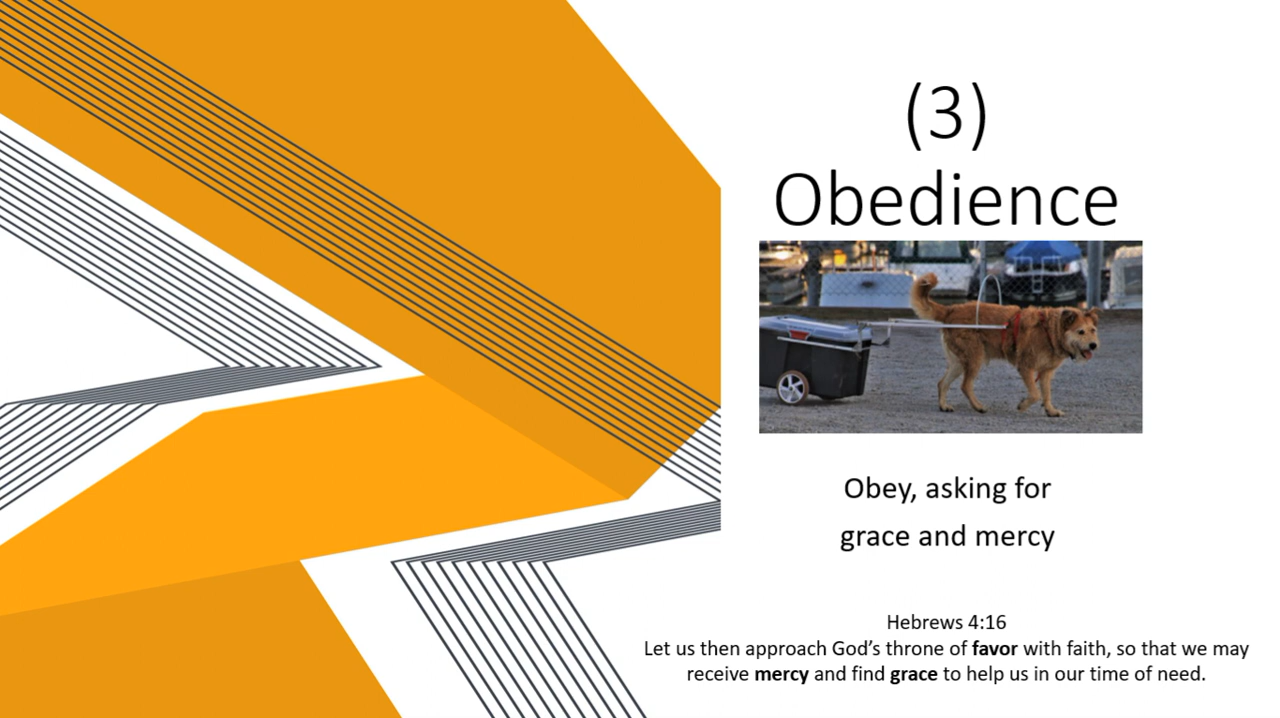 (3)
Obedience
Obey, asking for
grace and mercy
Hebrews 4:16
Let us then approach God’s throne of favor with faith, so that we may
receive mercy and find grace to help us in our time of need.